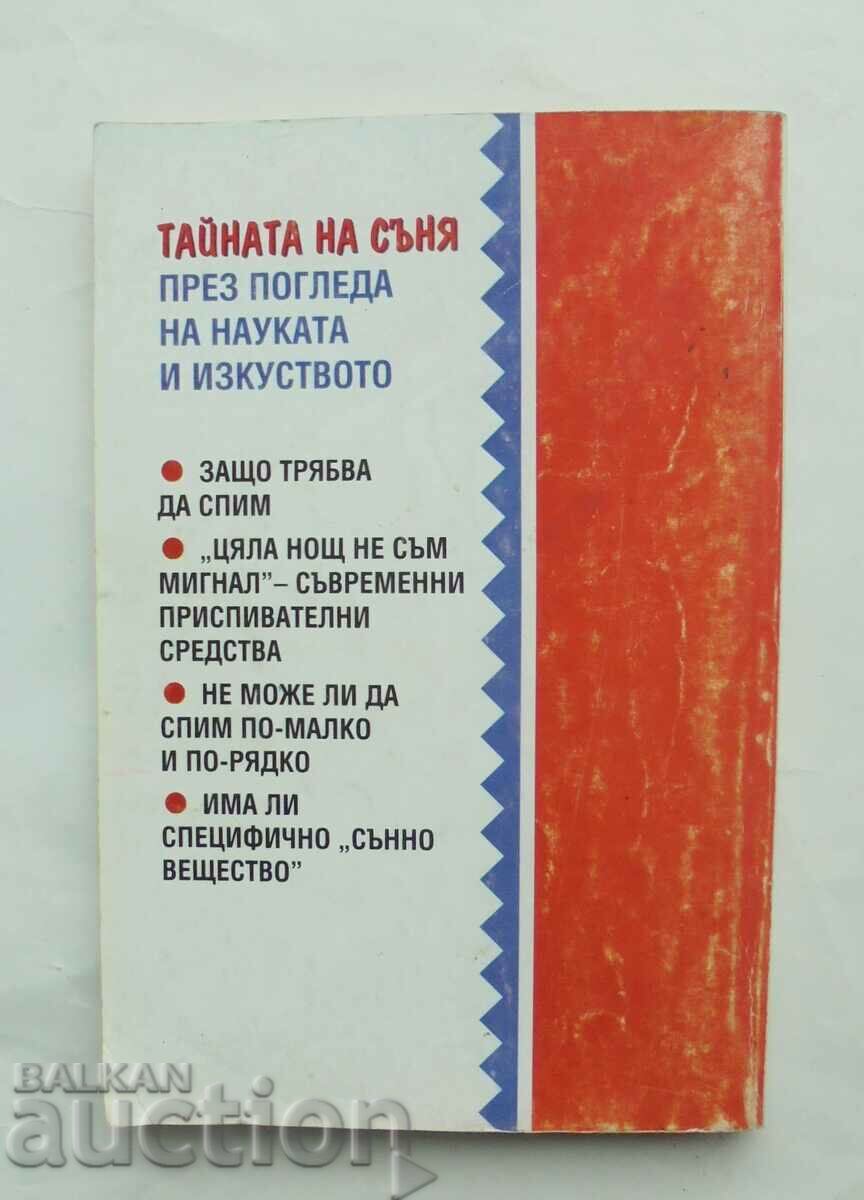 ТАЙНАТА НА СЪНЯ
ПРЕЗ ПОГЛЕДА
НА НАУКАТА
И ИЗКУСТВОТО
● ЗАЩО ТРЯБВА
ДА СПИМ
● „ЦЯЛА НОЩ НЕ СЪМ
МИГНАЛ” – СЪВРЕМЕННИ
ПРИСПИВАТЕЛНИ
СРЕДСТВА
● НЕ МОЖЕ ЛИ ДА
СПИМ ПО-МАЛКО
И ПО-РЯДКО
● ИМА ЛИ
СПЕЦИФИЧНО „СЪННО
ВЕЩЕСТВО”
BALKAN
auction